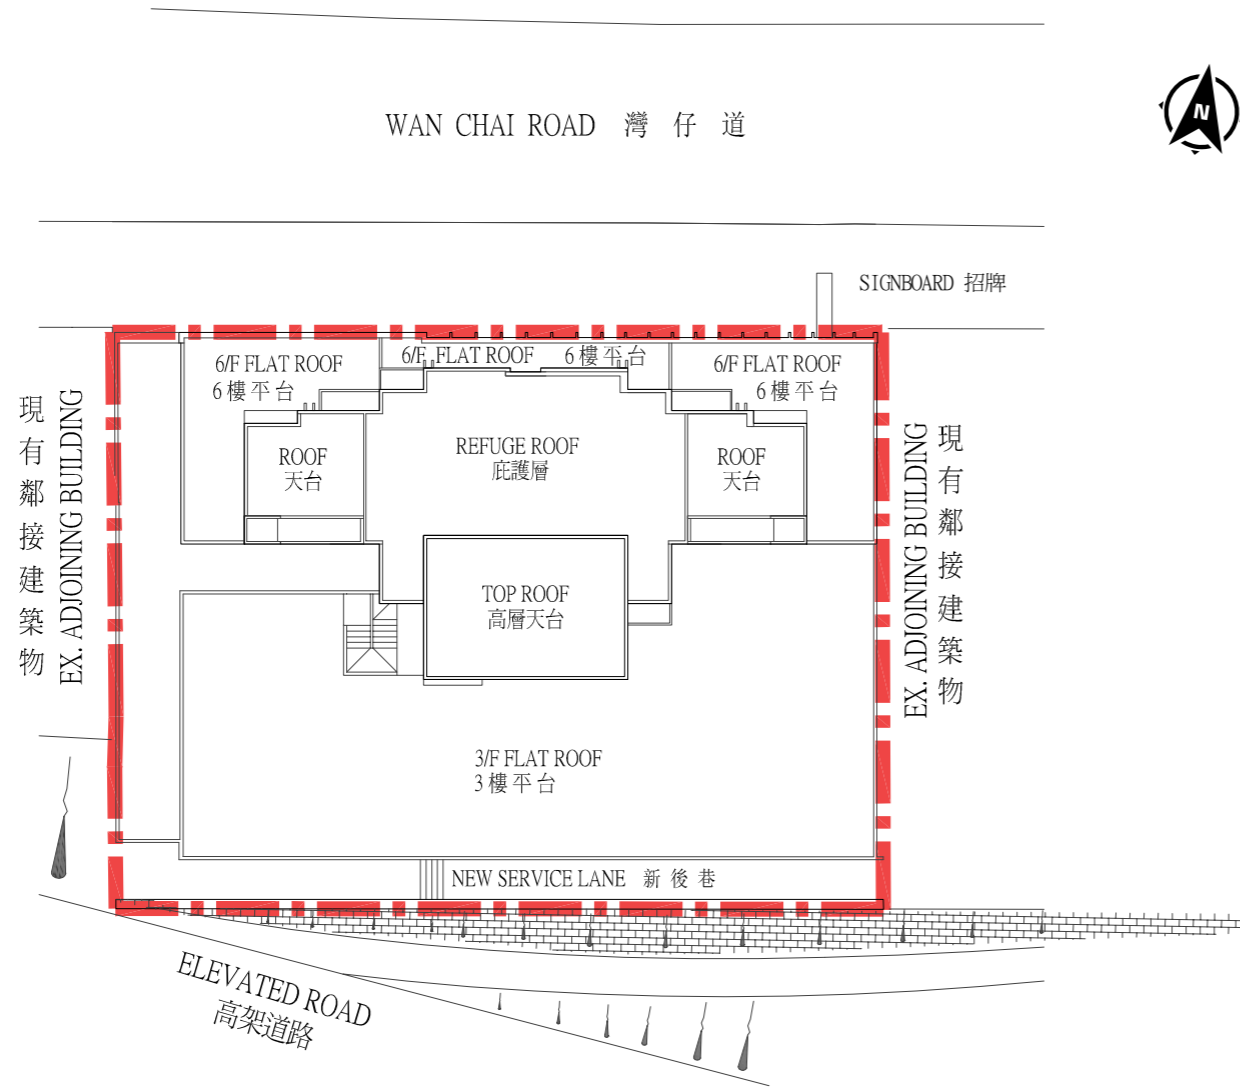 WAN CHAI ROAD 灣仔道
N
SIGNBOARD 招牌
6/F FLAT ROOF
6樓平台
6/F FLAT ROOF 6樓平台
6/F FLAT ROOF
6樓平台
現有鄰接建築物
EX. ADJOINING BUILDING
ROOF
天台
REFUGE ROOF
庇護層
ROOF
天台
EX. ADJOINING BUILDING
現有鄰接建築物
TOP ROOF
高層天台
3/F FLAT ROOF
3樓平台
NEW SERVICE LANE 新後巷
ELEVATED ROAD
高架道路